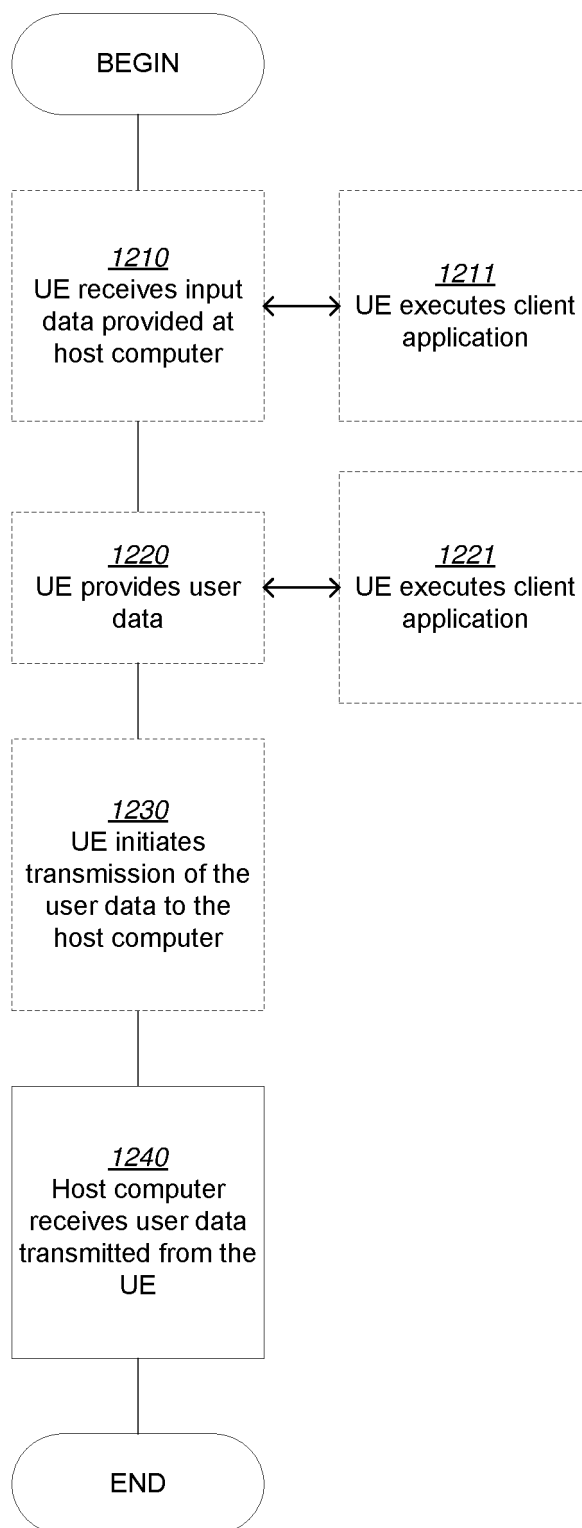 BEGIN
1210
UE receives input
data provided at
host computer
1211
UE executes client
application
1220
UE provides user
data
1221
UE executes client
application
1230
UE initiates
transmission of the
user data to the
host computer
1240
Host computer
receives user data
transmitted from the
UE
END